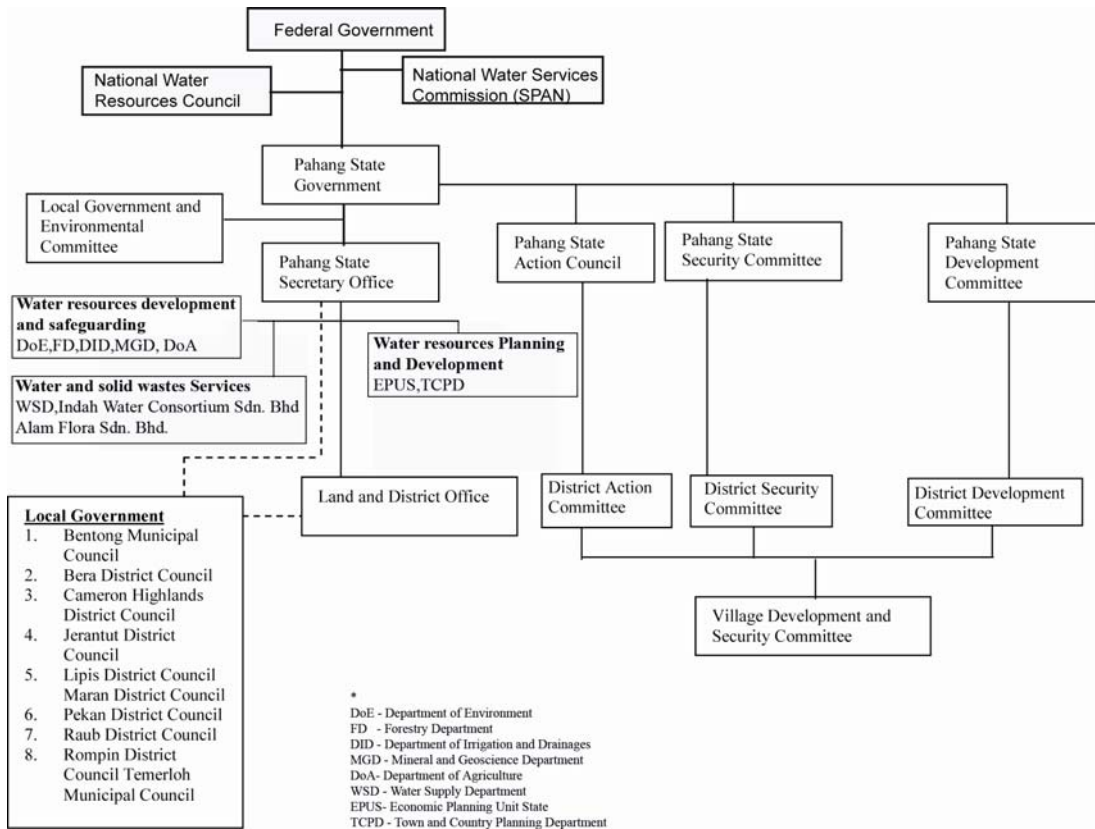 Federal Government
National Water
Resources Council
National Water Services
Commission (SPAN)
Pahang State
Government
Local Government and
Environmental
Committee
Pahang State
Secretary Office
Pahang State
Action Council
Pahang State
Security Committee
Pahang State
Development
Committee
Water resources development
and safeguarding
DoE,FD,DID,MGD, DoA
Water resources Planning
and Development
EPUS,TCPD
Water and solid wastes Services
WSD,Indah Water Consortium Sdn. Bhd
Alam Flora Sdn. Bhd.
Land and District Office
District Action
Committee
District Security
Committee
District Development
Committee
Village Development and
Security Committee
Local Government
1. Bentong Municipal
Council
2. Bera District Council
3. Cameron Highlands
District Council
4. Jerantut District
Council
5. Lipis District Council
Maran District Council
6. Pekan District Council
7. Raub District Council
8. Rompin District
Council Temerloh
Municipal Council
*
DoE - Department of Environment
FD - Forestry Department
DID - Department of Irrigation and Drainages
MGD - Mineral and Geoscience Department
DoA- Department of Agriculture
WSD - Water Supply Department
EPUS- Economic Planning Unit State
TCPD - Town and Country Planning Department